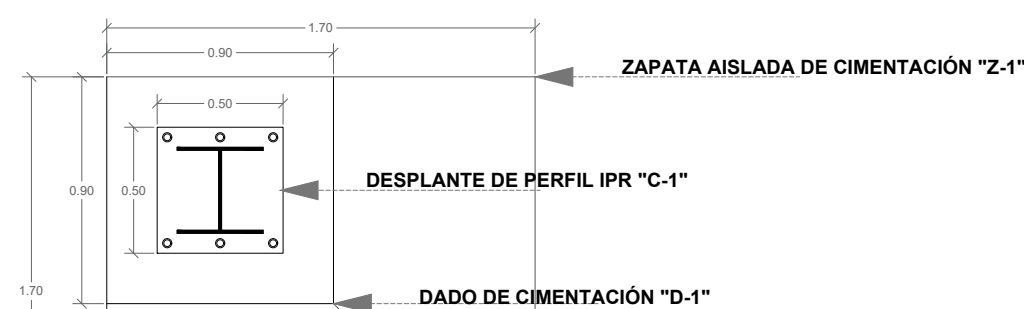 1.70
0.90
ZAPATA AISLADA DE CIMENTACIÓN "Z-1"
0.50
DESPLANTE DE PERFIL IPR "C-1"
0.90
0.50
1.70
DADO DE CIMENTACIÓN "D-1"